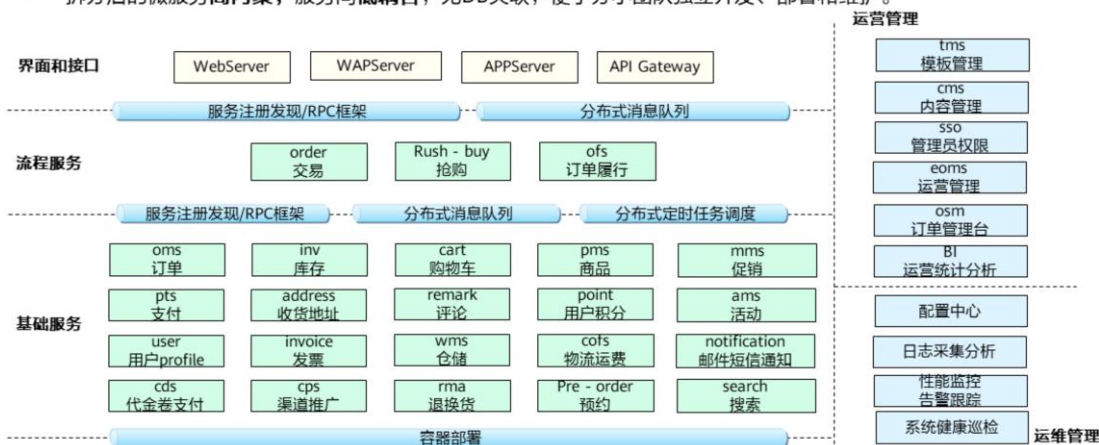 运营管理
界面和接口
WebServer
WAPServer
APPServer
API Gateway
服务注册发现/RPC框架
分布式消息队列
流程服务
order
交易
Rush - buy
抢购
ofs
订单履行
服务注册发现/RPC框架
分布式消息队列
分布式定时任务调度
基础服务
oms
订单
inv
库存
cart
购物车
pms
商品
mms
促销
pts
支付
address
收货地址
remark
评论
point
用户积分
ams
活动
user
用户profile
invoice
发票
wms
仓储
cofs
物流运费
notification
邮件短信通知
cds
代金卷支付
cps
渠道推广
rma
退换货
Pre - order
预约
search
搜索
容器部署
tms
模板管理
cms
内容管理
sso
管理员权限
eoms
运营管理
osm
订单管理台
BI
运营统计分析
配置中心
日志采集分析
性能监控
告警跟踪
系统健康巡检
运维管理